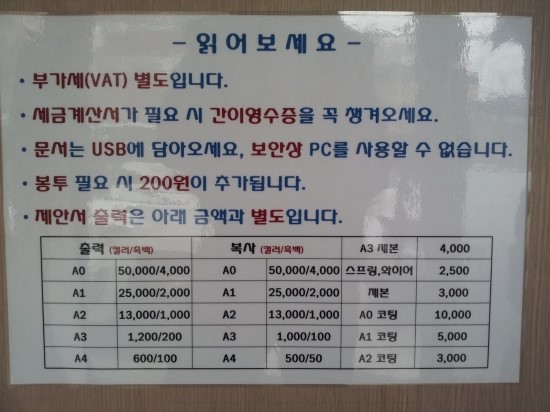 - 읽어보세요 -
• 부가세(VAT) 별도입니다.
• 세금계산서가 필요 시 간이영수증을 꼭 챙겨오세요.
• 문서는 USB에 담아오세요, 보안상 PC를 사용할 수 없습니다.
• 봉투 필요 시 200원이 추가됩니다.
• 제안서 출력은 아래 금액과 별도입니다.
출력 (컬러/흑백) 복사 (컬러/흑백) A3 제본 4,000
A0 50,000/4,000 A0 50,000/4,000 스프링,와이어 2,500
A1 25,000/2,000 A1 25,000/2,000 제본 3,000
A2 13,000/1,000 A2 13,000/1,000 A0 코팅 10,000
A3 1,200/200 A3 1,000/100 A1 코팅 5,000
A4 600/100 A4 500/50 A2 코팅 3,000